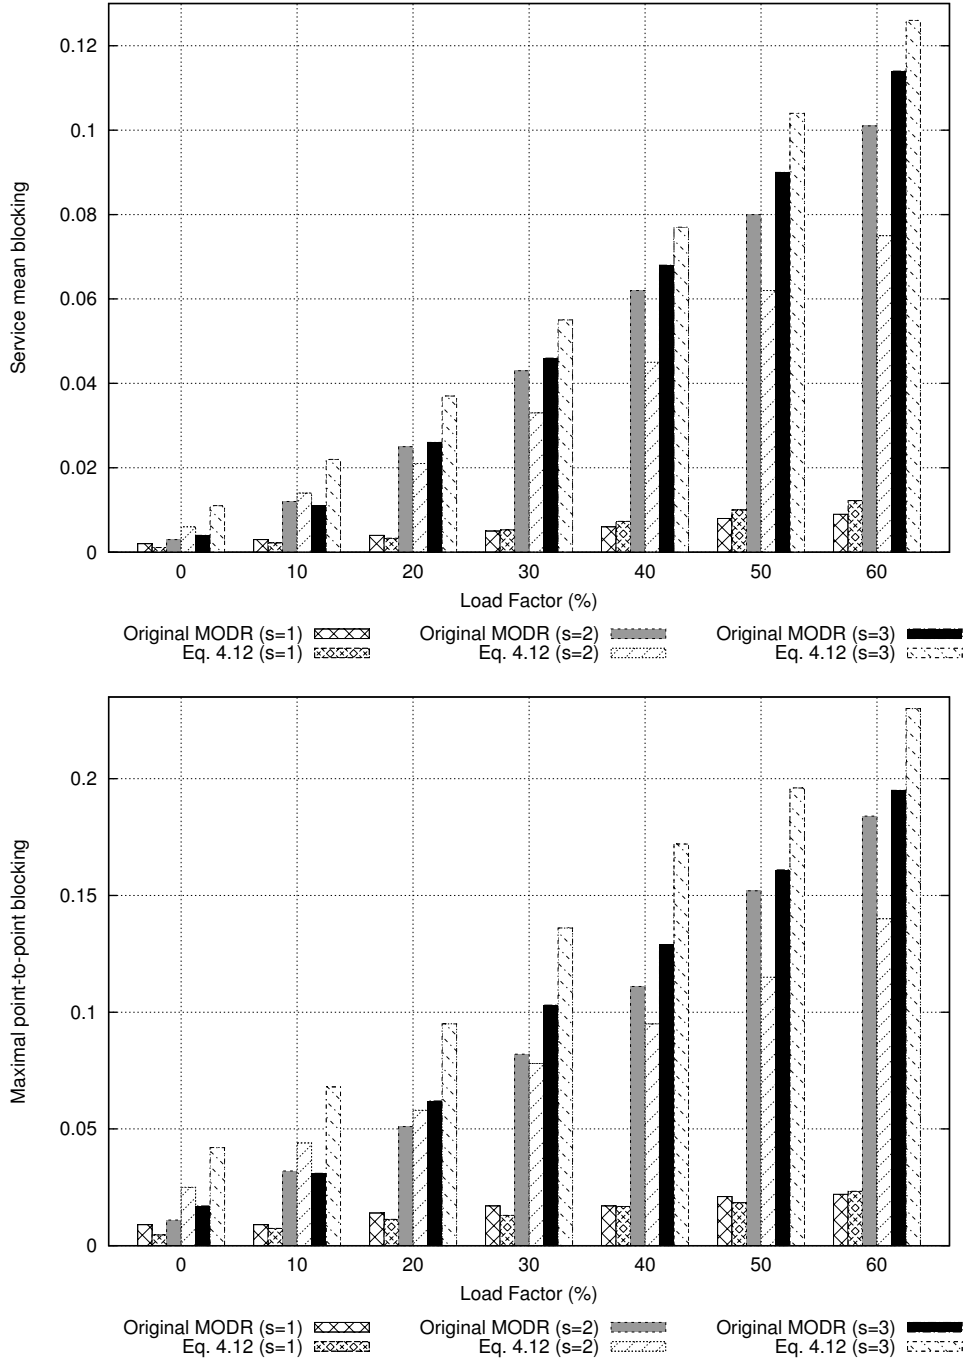 0.12
0.1
0.08
0.06
0.04
0.02
0
Service mean blocking
0 10 20 30 40 50 60
Load Factor (%)
Original MODR (s=1) Original MODR (s=2) Original MODR (s=3)
Eq. 4.12 (s=1) Eq. 4.12 (s=2) Eq. 4.12 (s=3)
0.2
0.15
0.1
0.05
0
Maximal point-to-point blocking
0 10 20 30 40 50 60
Load Factor (%)
Original MODR (s=1) Original MODR (s=2) Original MODR (s=3)
Eq. 4.12 (s=1) Eq. 4.12 (s=2) Eq. 4.12 (s=3)